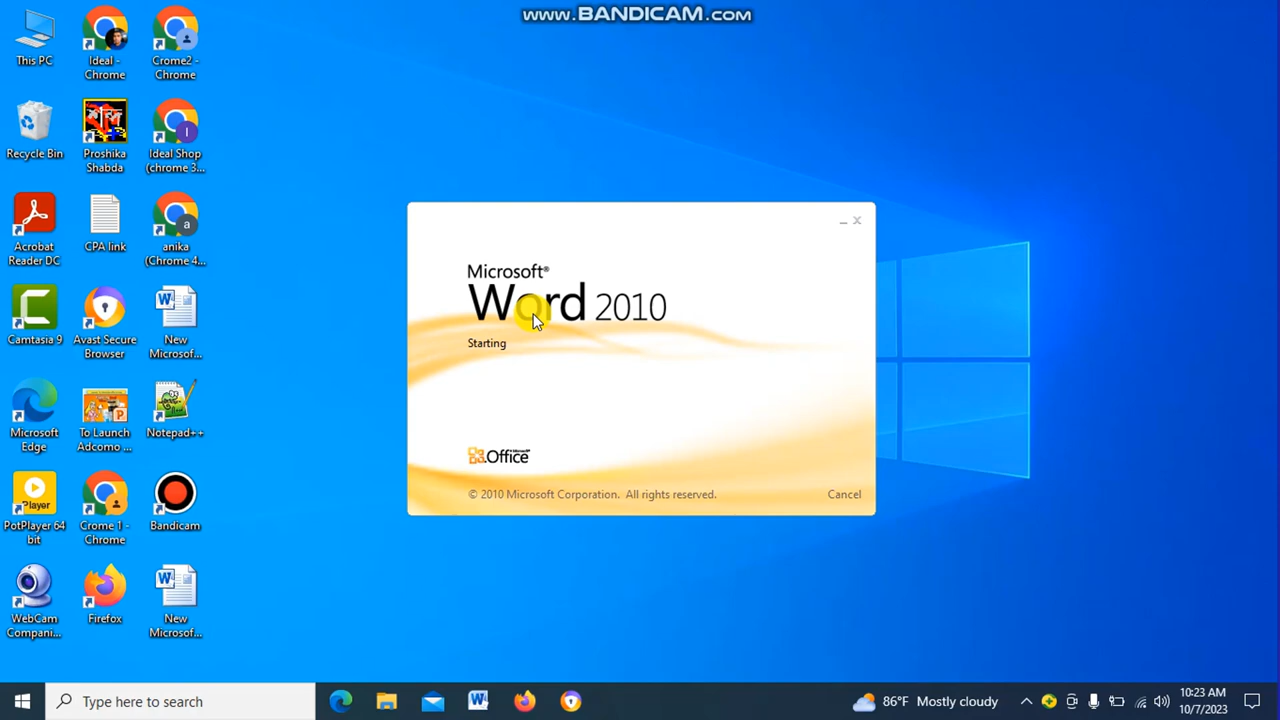 www.BANDICAM.com
This PC
Ideal -
Chrome
Crome2 -
Chrome
Recycle Bin
শব্দ
Proshika
Shabda
Ideal Shop
(chrome 3...
Acrobat
Reader DC
CPA link
a
anika
(Chrome 4...
Camtasia 9
Avast Secure
Browser
New
Microsof...
Microsoft
Edge
To Launch
Adcomo ...
Notepad++
Player
PotPlayer 64
bit
Crome 1 -
Chrome
Bandicam
WebCam
Compani...
Firefox
New
Microsof...
Microsoft®
Word 2010
Starting
Office
© 2010 Microsoft Corporation. All rights reserved.
Cancel
Type here to search
86°F Mostly cloudy
10:23 AM
10/7/2023